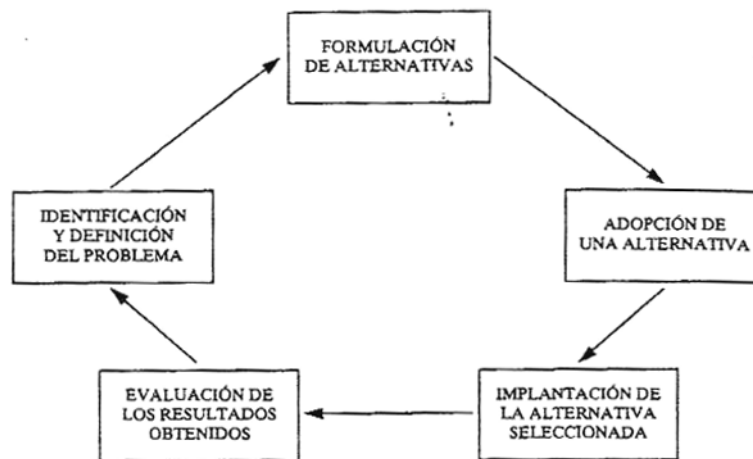 FORMULACIÓN
DE ALTERNATIVAS
IDENTIFICACIÓN
Y DEFINICIÓN
DEL PROBLEMA
ADOPCIÓN DE
UNA ALTERNATIVA
EVALUACIÓN DE
LOS RESULTADOS
OBTENIDOS
IMPLANTACIÓN DE
LA ALTERNATIVA
SELECCIONADA